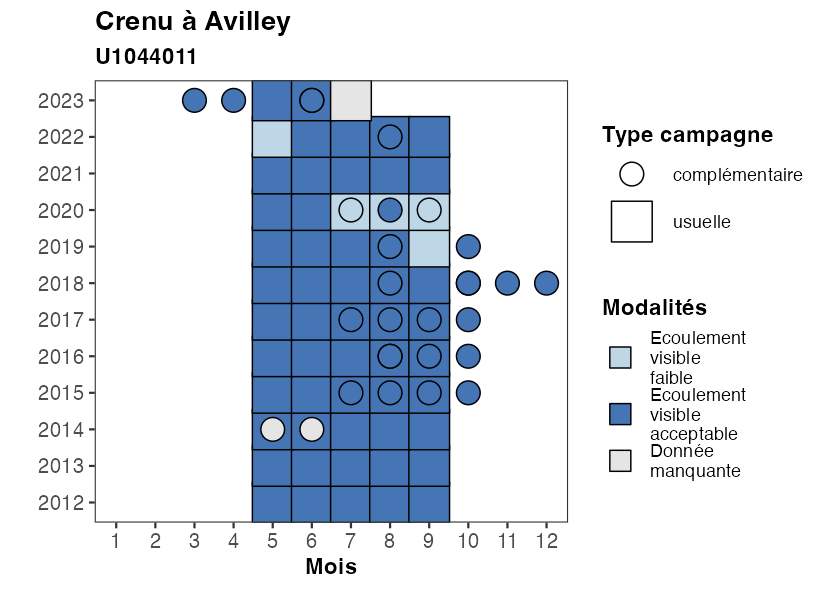 Crenu à Avilley
U1044011
2023
2022
2021
2020
2019
2018
2017
2016
2015
2014
2013
2012
1 2 3 4 5 6 7 8 9 10 11 12
Mois
Type campagne
complémentaire
usuelle
Modalités
Ecoulement
visible
faible
Ecoulement
visible
acceptable
Donnée
manquante